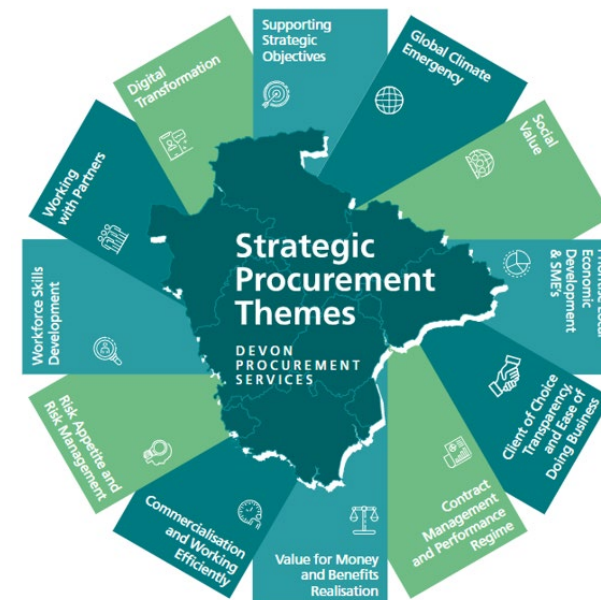 Strategic
Procurement
Themes
DEVON
PROCUREMENT
SERVICES
Supporting
Strategic
Objectives
Global Climate
Emergency
Social
Value
Economic
Development
& SME's
Client of Choice
Transparency,
and Ease of
Doing Business
Contract
Management
and Performance
Regime
Value for Money
and Benefits
Realisation
Commercialisation
and Working
Efficiently
Risk Appetite and
Risk Management
Workforce Skills
Development
Working
with Partners
Digital
Transformation